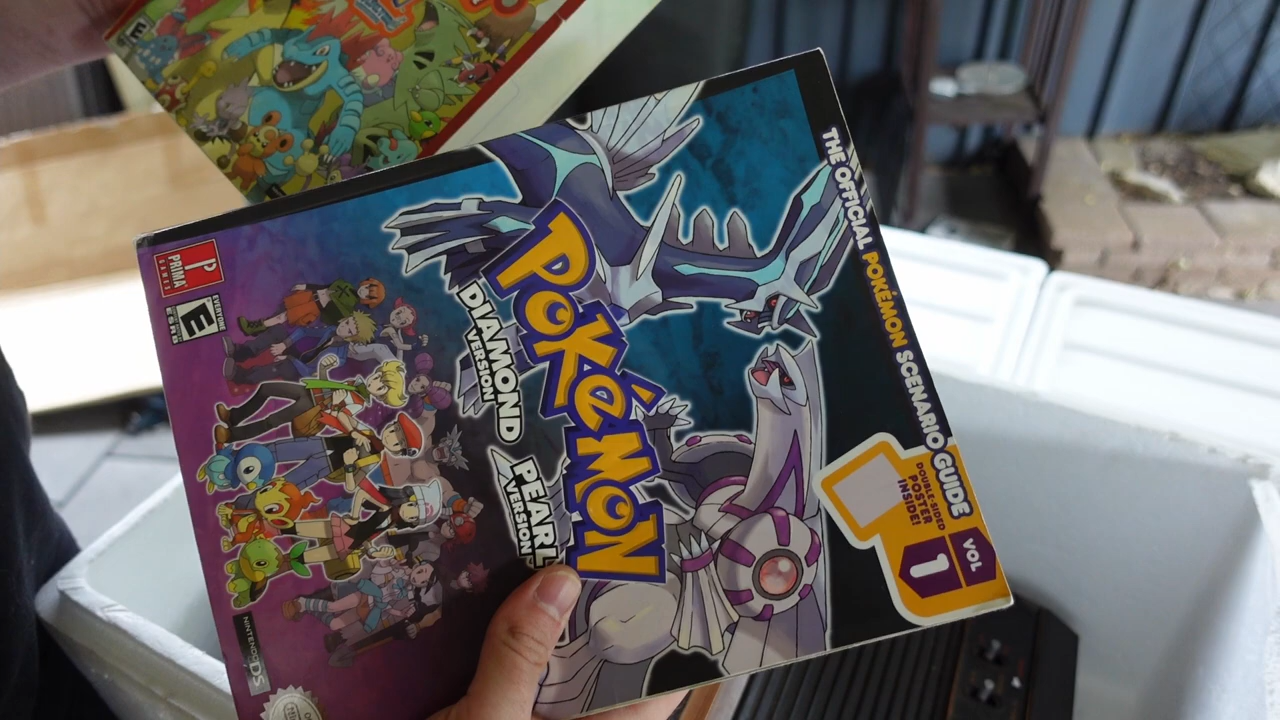 THE OFFICIAL POKÉMON SCENARIO GUIDE
DOUBLE-SIDED
POSTER
INSIDE!
VOL
1
POKéMON
DIAMOND
VERSION
PEARL
VERSION
P
PRIMA
GAMES
E
EVERYONE
ESRB
NINTENDO DS
E